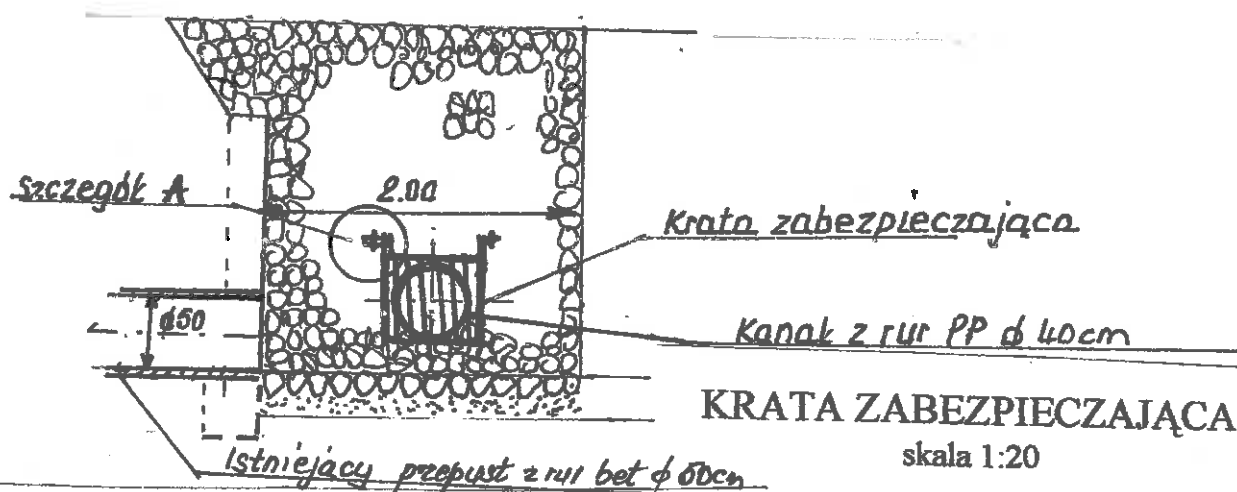 szczegół A
2.00
Krata zabezpieczająca
ϕ50
Kanał z rur PP ϕ 40cm
KRATA ZABEZPIECZAJĄCA
skala 1:20
Istniejący przepust z rur bet ϕ 50cm